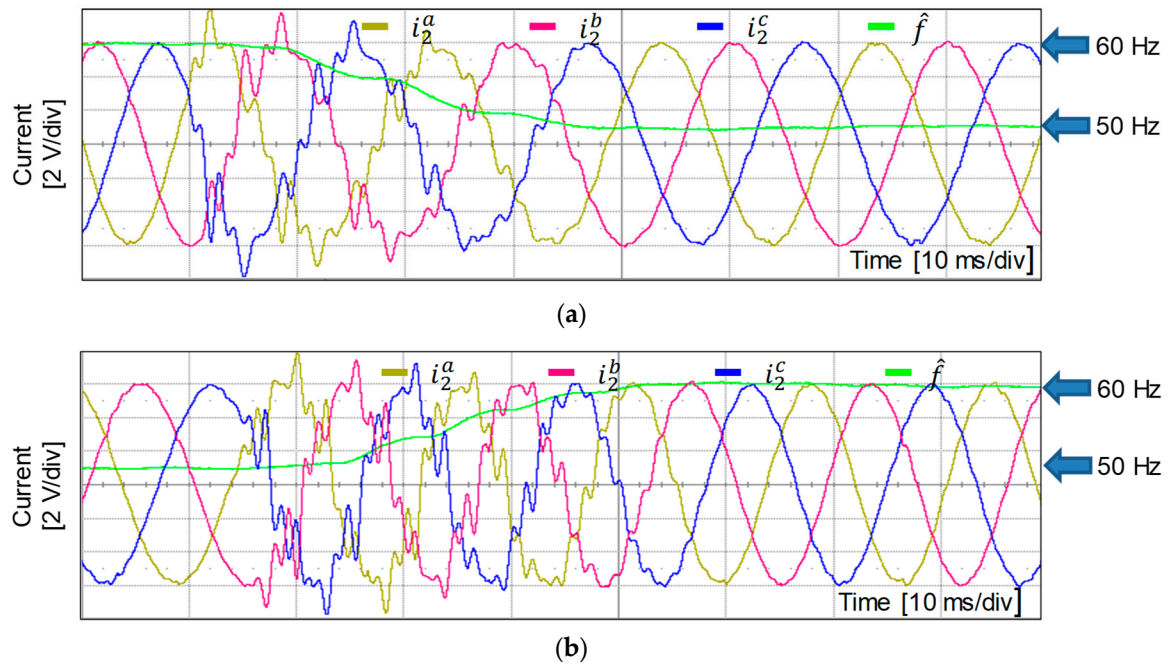 i₂ᵃ i₂ᵇ i₂ᶜ f̂
60 Hz
50 Hz
Current
[2 V/div]
Time [10 ms/div]
(a)
i₂ᵃ i₂ᵇ i₂ᶜ f̂
60 Hz
50 Hz
Current
[2 V/div]
Time [10 ms/div]
(b)